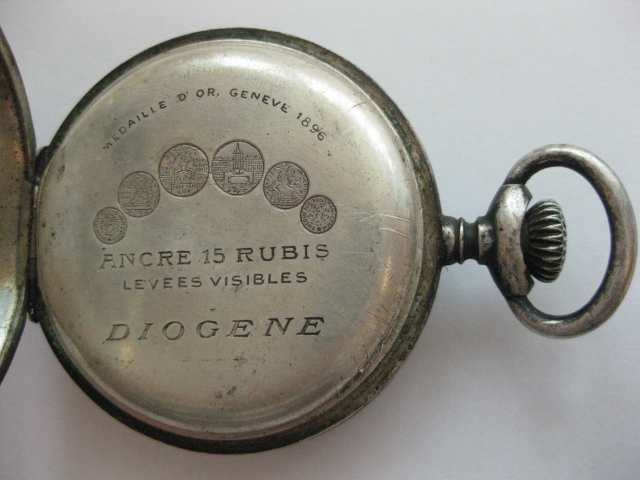 MEDAILLE D'OR, GENEVE 1896
ANCRE 15 RUBIS
LEVEES VISIBLES
DIOGENE